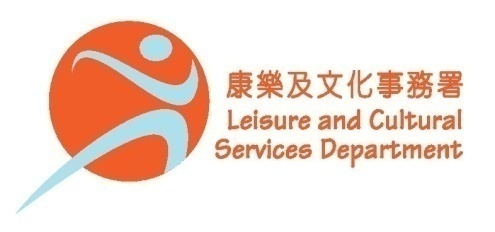 康樂及文化事務署
Leisure and Cultural
Services Department